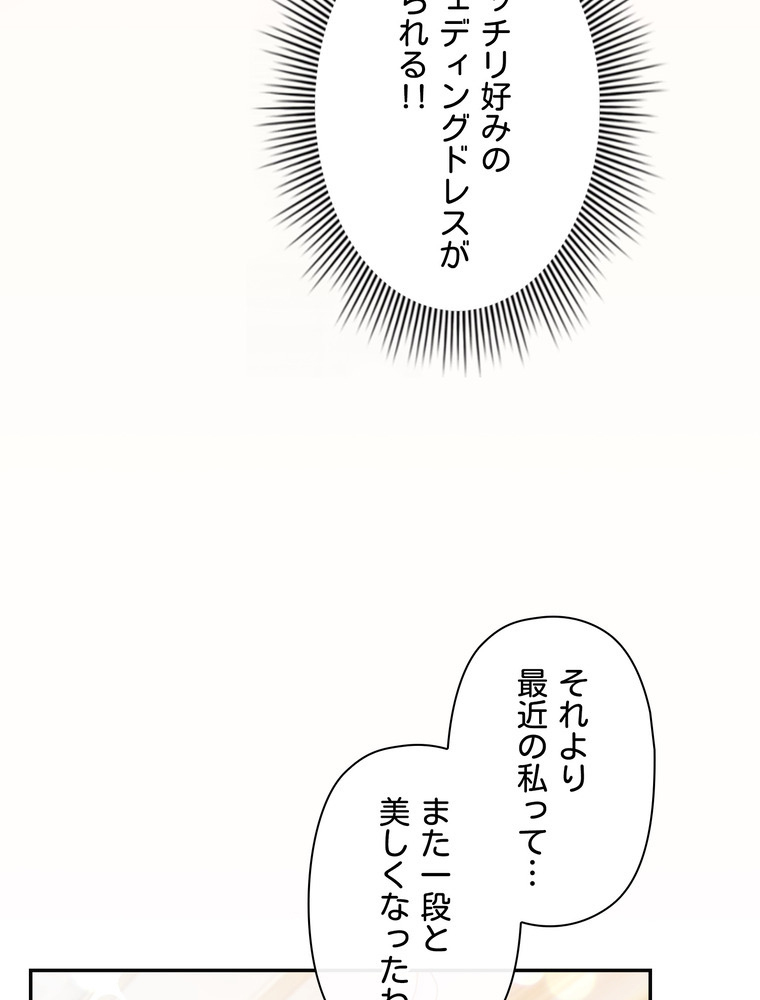 ッチリ好みの
ェディングドレスが
られる!!
それより
最近の私って…
また一段と
美しくなったわ